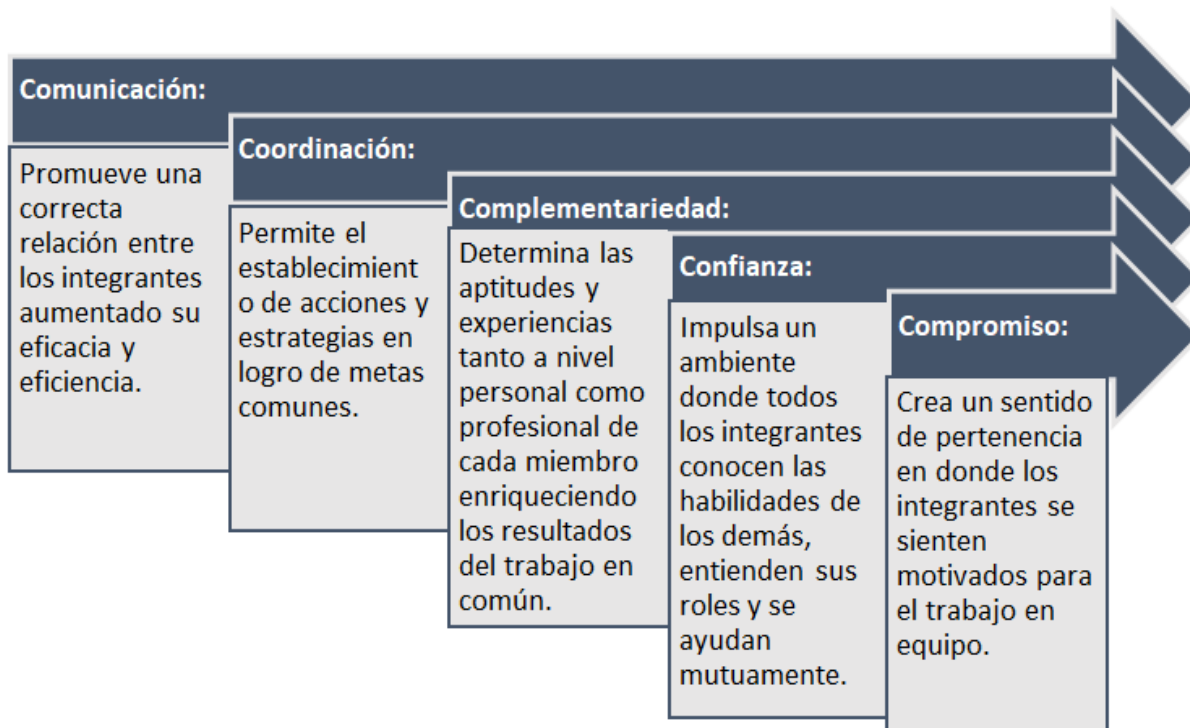 Comunicación:
Promueve una
correcta
relación entre
los integrantes
aumentado su
eficacia y
eficiencia.
Coordinación:
Permite el
establecimient
o de acciones y
estrategias en
logro de metas
comunes.
Complementariedad:
Determina las
aptitudes y
experiencias
tanto a nivel
personal como
profesional de
cada miembro
enriqueciendo
los resultados
del trabajo en
común.
Confianza:
Impulsa un
ambiente
donde todos
los integrantes
conocen las
habilidades de
los demás,
entienden sus
roles y se
ayudan
mutuamente.
Compromiso:
Crea un sentido
de pertenencia
en donde los
integrantes se
sienten
motivados para
el trabajo en
equipo.